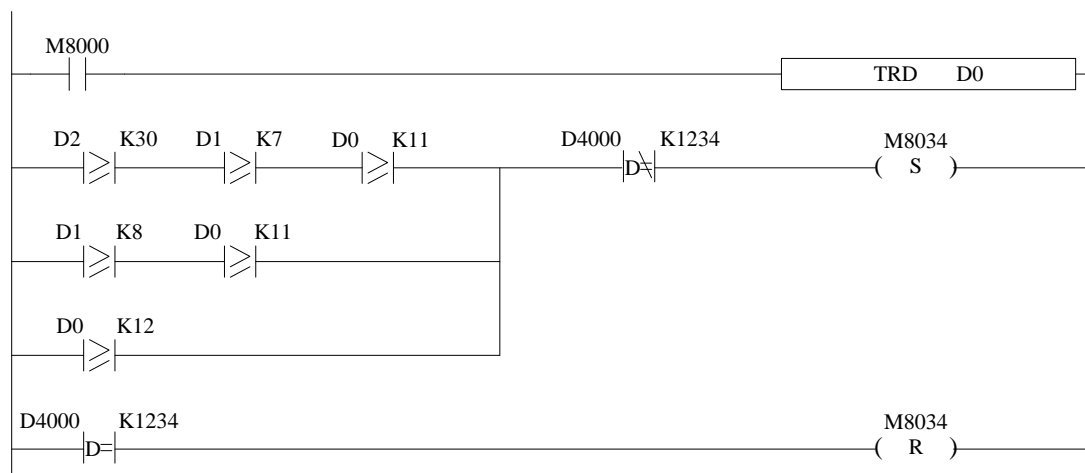 M8000
TRD D0
D2 K30 D1 K7 D0 K11 D4000 K1234 M8034
≥ ≥ ≥ D≠ ( S )
D1 K8 D0 K11
≥ ≥
D0 K12
≥
D4000 K1234 M8034
D= ( R )